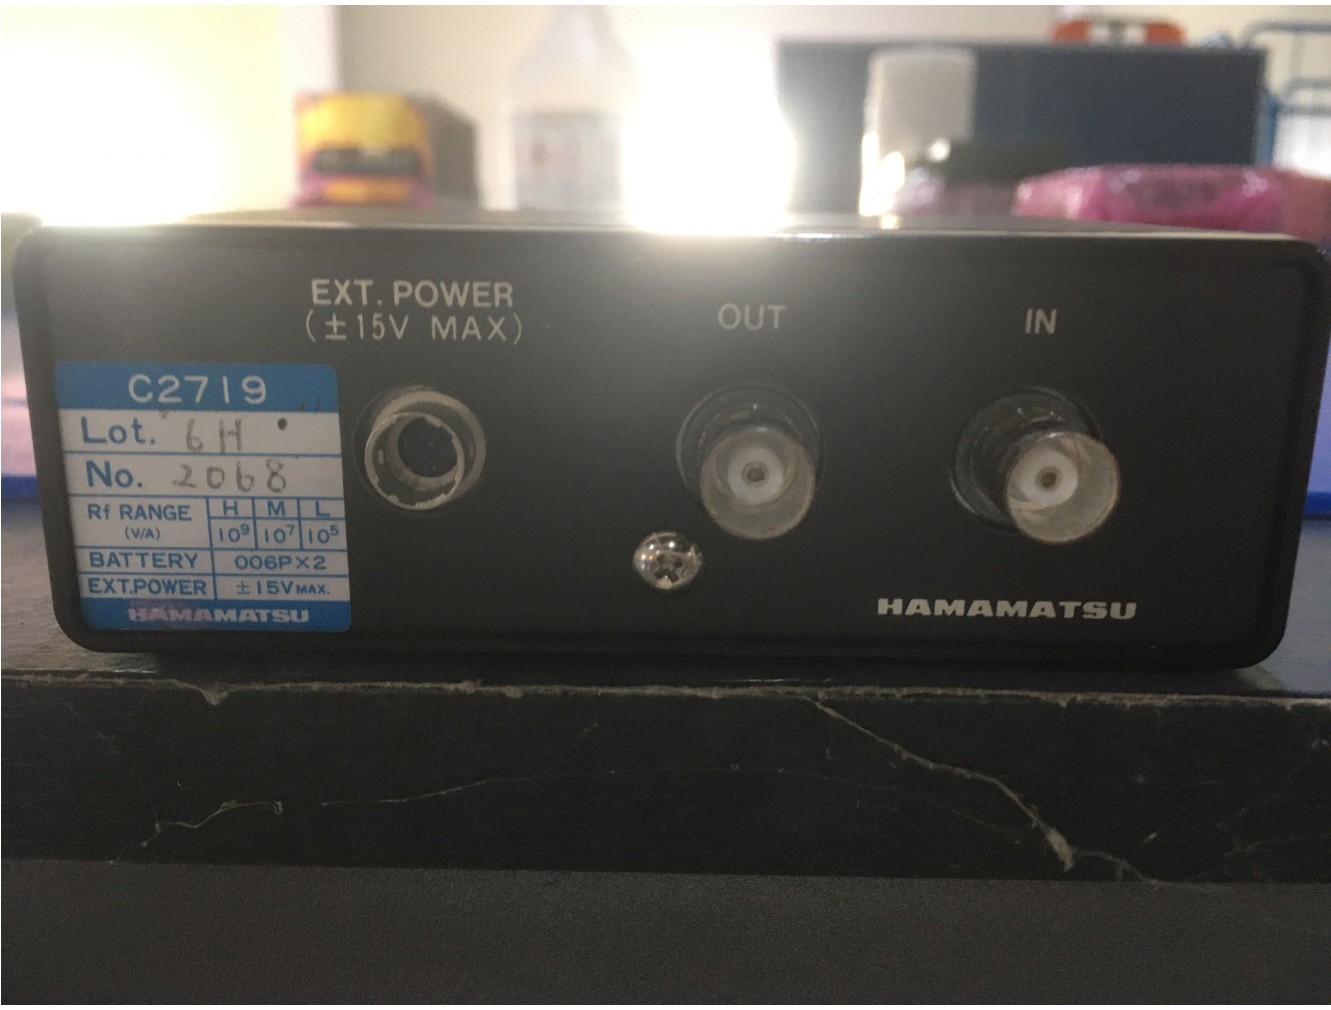 EXT. POWER
(±15V MAX)
OUT
IN
C2719
Lot. 6H
No. 2068
Rf RANGE (V/A) H M L
10⁹ 10⁷ 10⁵
BATTERY 006P×2
EXT.POWER ±15V MAX.
HAMAMATSU
HAMAMATSU